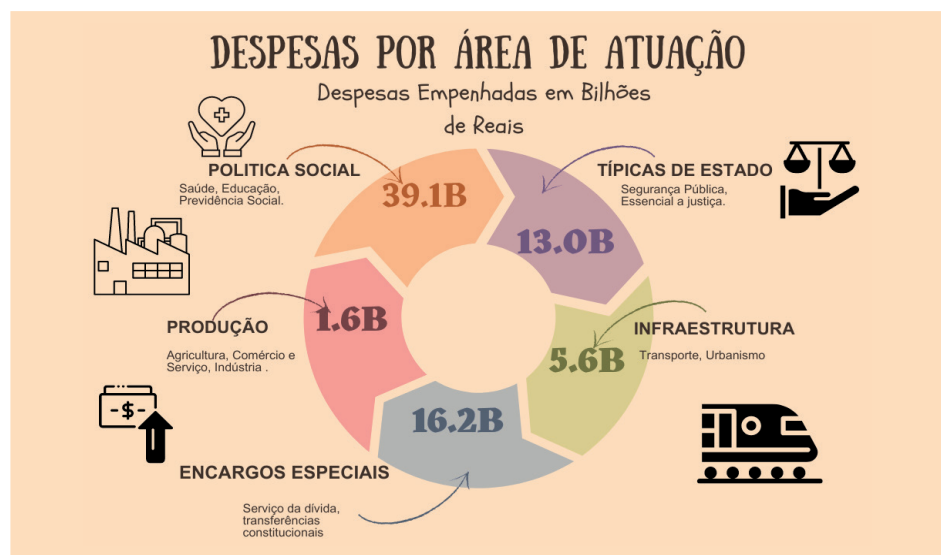 DESPESAS POR ÁREA DE ATUAÇÃO
Despesas Empenhadas em Bilhões
de Reais
POLITICA SOCIAL
Saúde, Educação,
Previdência Social.
39.1B
TÍPICAS DE ESTADO
Segurança Pública,
Essencial a justiça.
13.0B
PRODUÇÃO
Agricultura, Comércio e
Serviço, Indústria .
1.6B
INFRAESTRUTURA
Transporte, Urbanismo
5.6B
16.2B
-$-
ENCARGOS ESPECIAIS
Serviço da dívida,
transferências
constitucionais